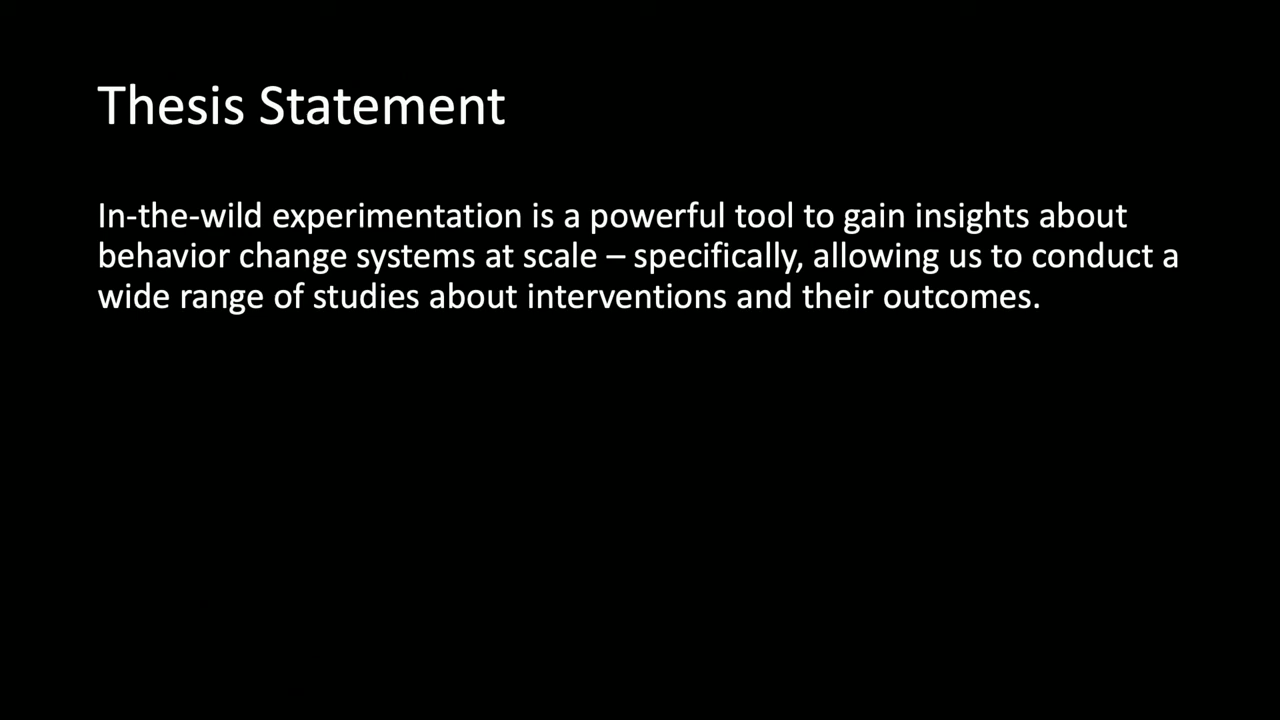 Thesis Statement
In-the-wild experimentation is a powerful tool to gain insights about
behavior change systems at scale – specifically, allowing us to conduct a
wide range of studies about interventions and their outcomes.